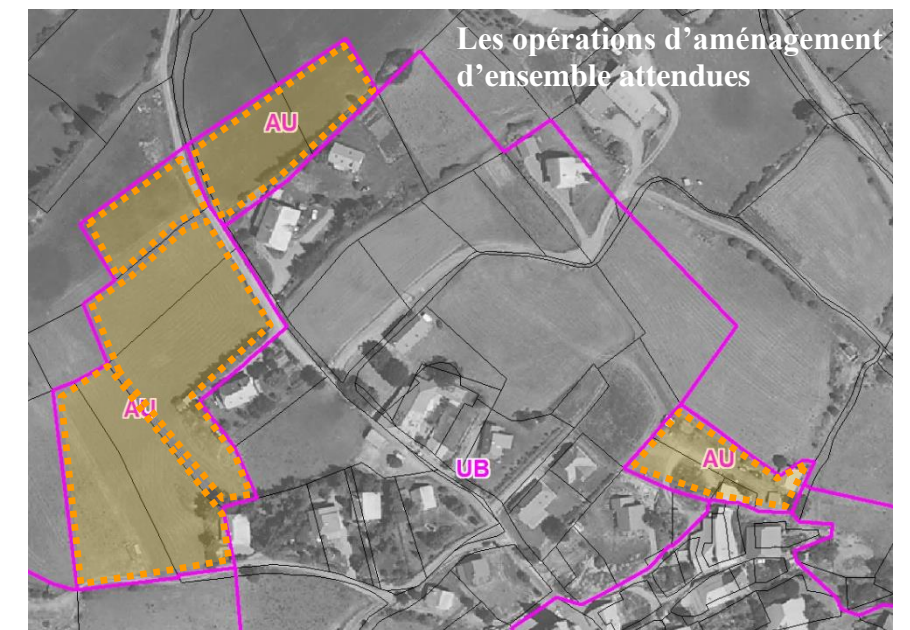 Les opérations d’aménagement
d’ensemble attendues
AU
AU
UB
AU